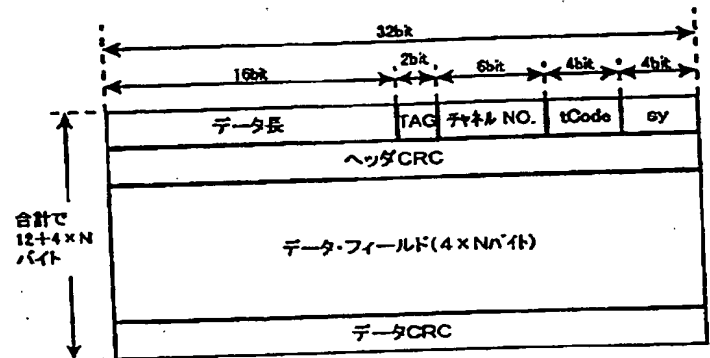 32bit
16bit 2bit 6bit 4bit 4bit
データ長 TAG チャネル NO. tCode sy
ヘッダCRC
合計で
12+4×N
バイト
データ・フィールド(4×Nバイト)
データCRC